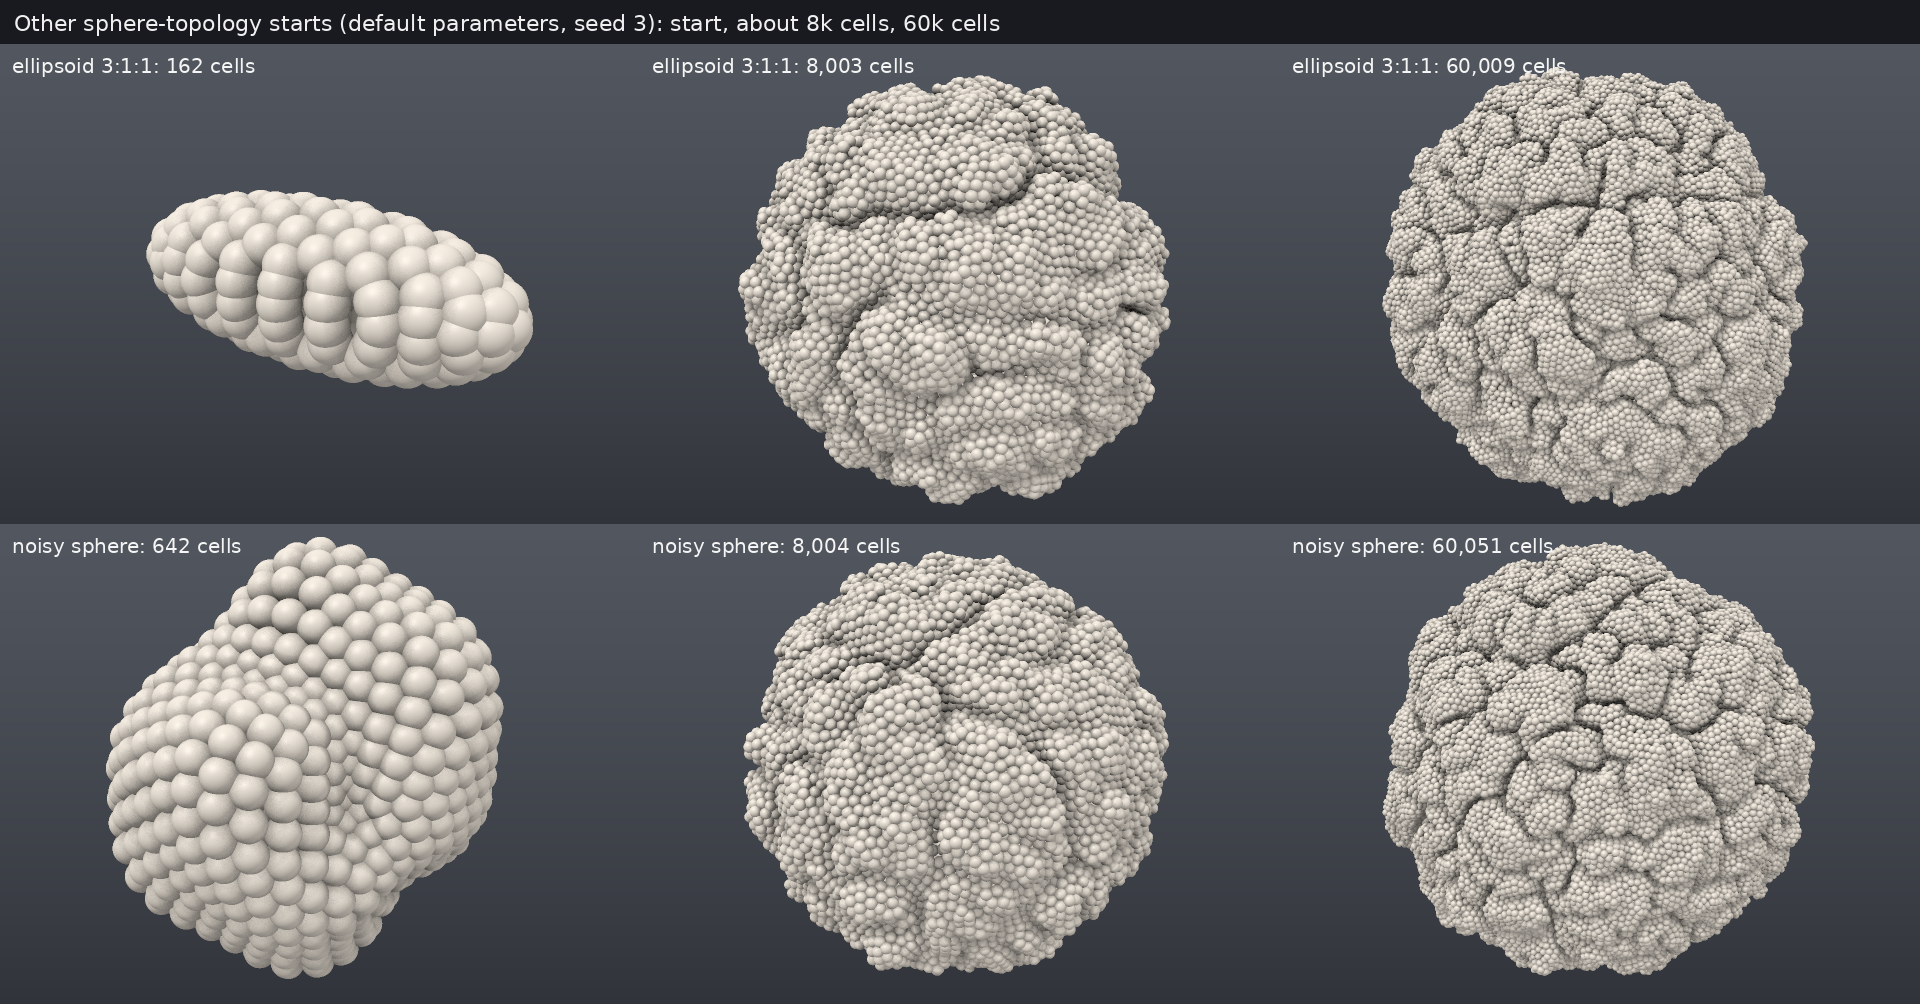 Other sphere-topology starts (default parameters, seed 3): start, about 8k cells, 60k cells
ellipsoid 3:1:1: 162 cells
ellipsoid 3:1:1: 8,003 cells
ellipsoid 3:1:1: 60,009 cells
noisy sphere: 642 cells
noisy sphere: 8,004 cells
noisy sphere: 60,051 cells